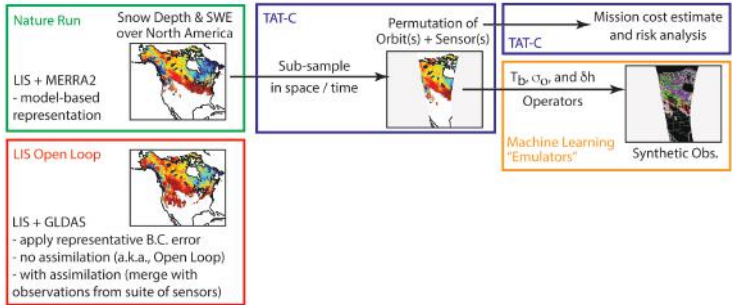 Nature Run
Snow Depth & SWE
over North America
LIS + MERRA2
- model-based
representation
TAT-C
Sub-sample
in space / time
Permutation of
Orbit(s) + Sensor(s)
Mission cost estimate
and risk analysis
TAT-C
Tb, σo, and δh
Operators
Machine Learning
"Emulators"
Synthetic Obs.
LIS Open Loop
LIS + GLDAS
- apply representative B.C. error
- no assimilation (a.k.a., Open Loop)
- with assimilation (merge with
observations from suite of sensors)